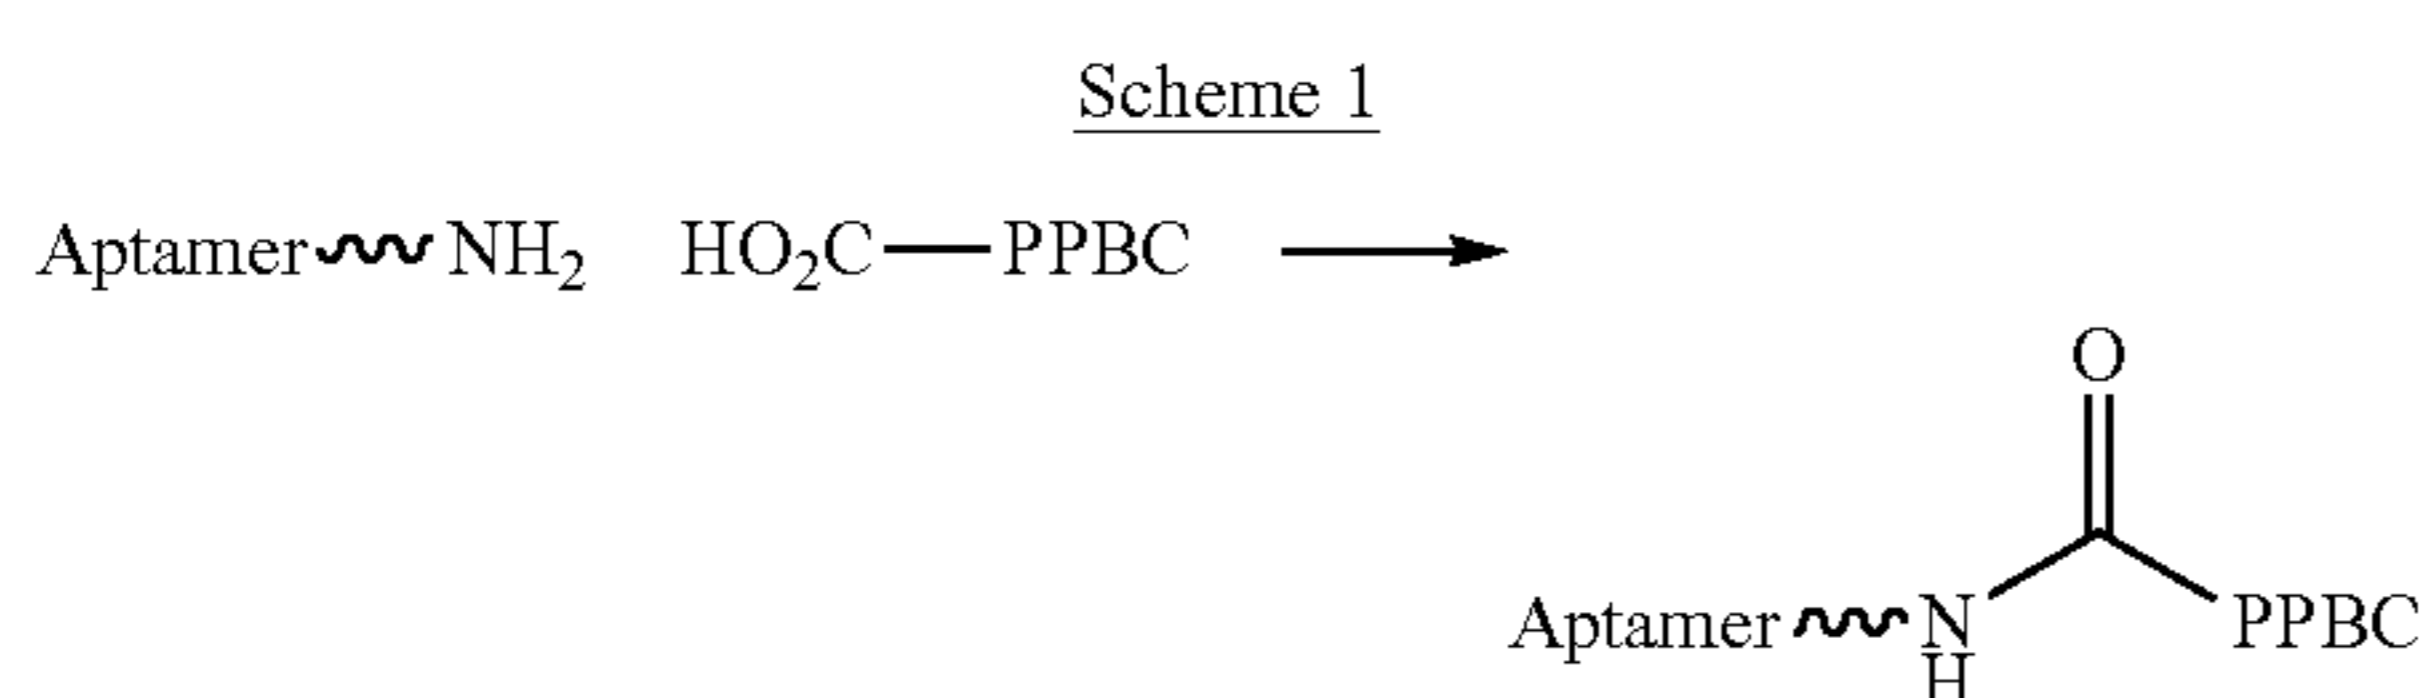 Scheme 1
Aptamer NH2 HO2C PPBC
O
Aptamer N PPBC
H